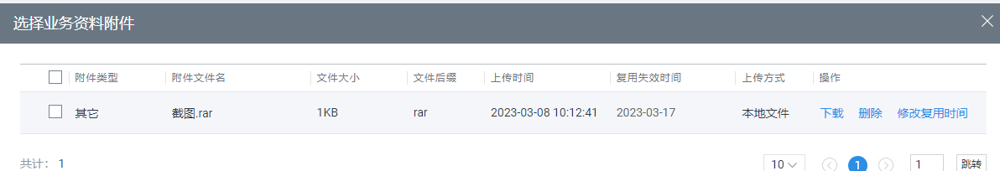 选择业务资料附件
附件类型 附件文件名 文件大小 文件后缀 上传时间 复用失效时间 上传方式 操作
其它 截图.rar 1KB rar 2023-03-08 10:12:41 2023-03-17 本地文件 下载 删除 修改复用时间
共计： 1 10 1 1 跳转